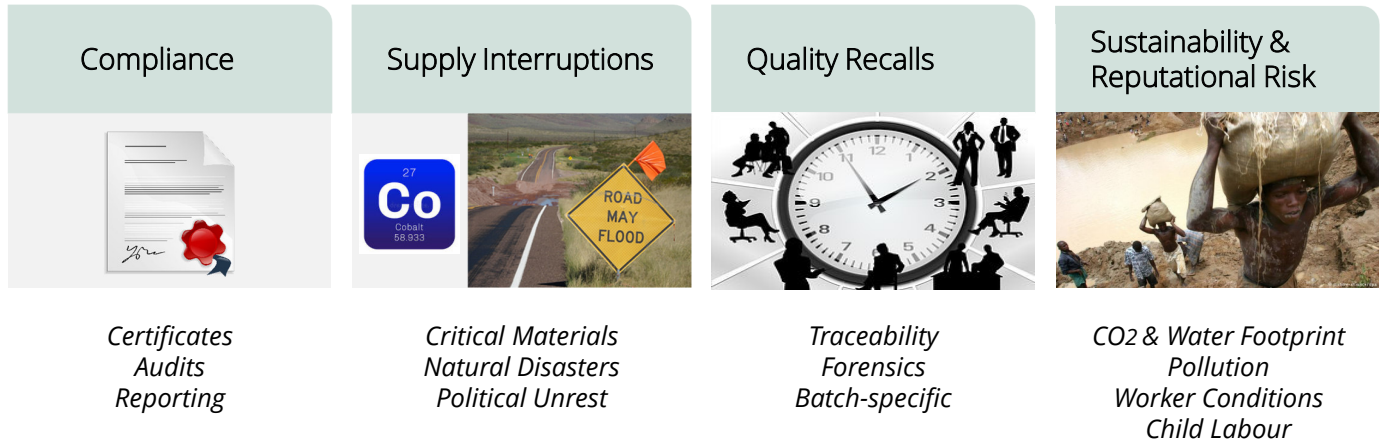 Compliance
Supply Interruptions
Quality Recalls
Sustainability &
Reputational Risk
27
Co
Cobalt
58.933
ROAD
MAY
FLOOD
12
1
2
3
4
7
8
9
10
11
Certificates
Audits
Reporting
Critical Materials
Natural Disasters
Political Unrest
Traceability
Forensics
Batch-specific
CO2 & Water Footprint
Pollution
Worker Conditions
Child Labour